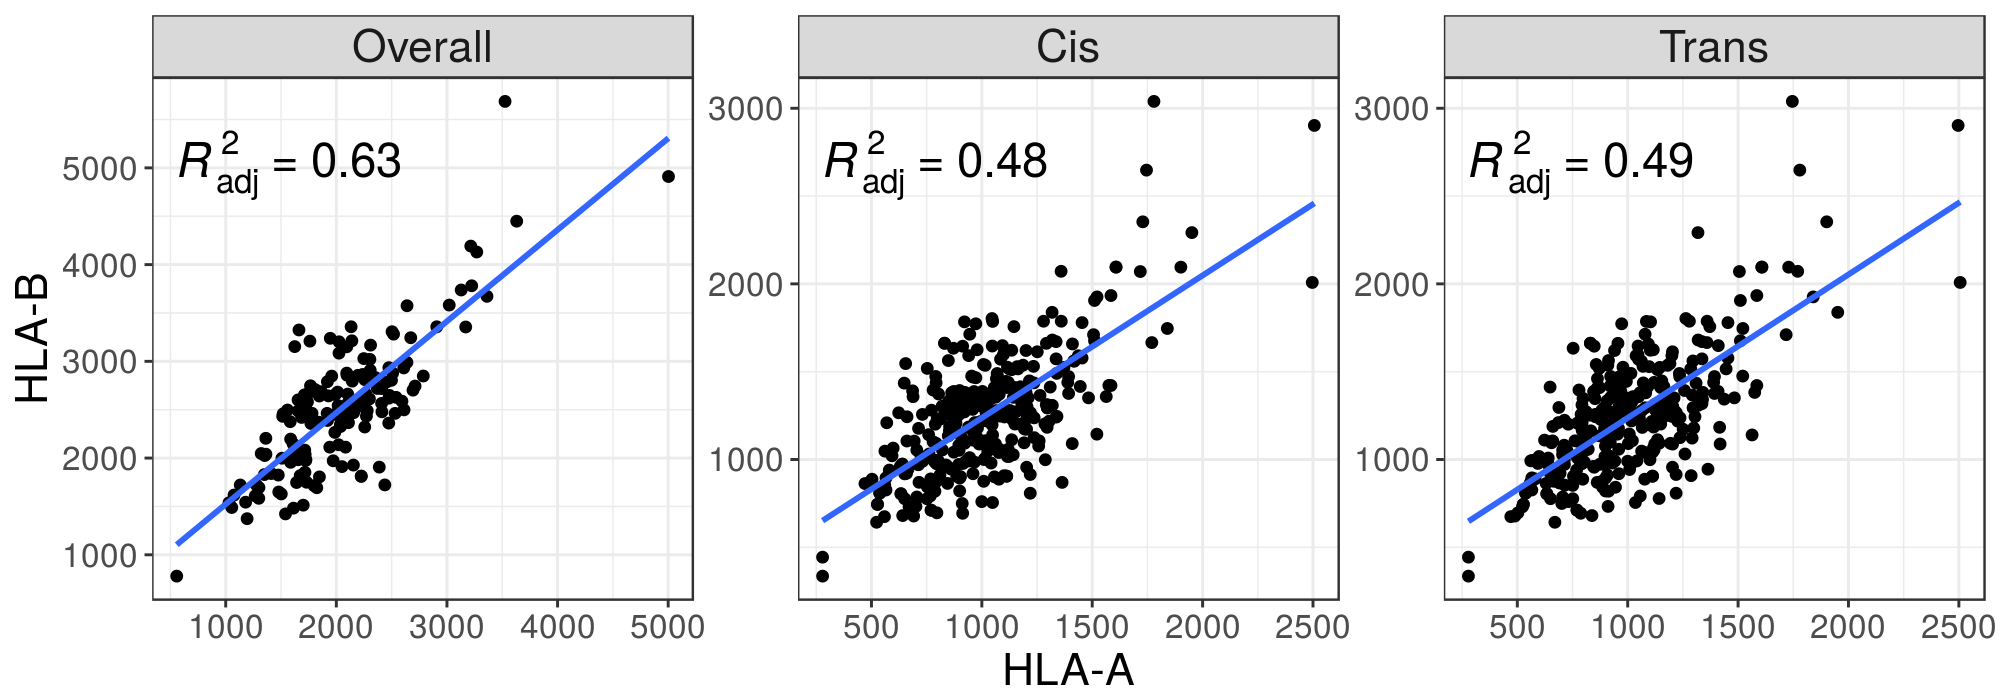 Overall
Cis
Trans
R²adj = 0.63
R²adj = 0.48
R²adj = 0.49
HLA-B
5000
4000
3000
2000
1000
3000
2000
1000
3000
2000
1000
1000 2000 3000 4000 5000
500 1000 1500 2000 2500
500 1000 1500 2000 2500
HLA-A